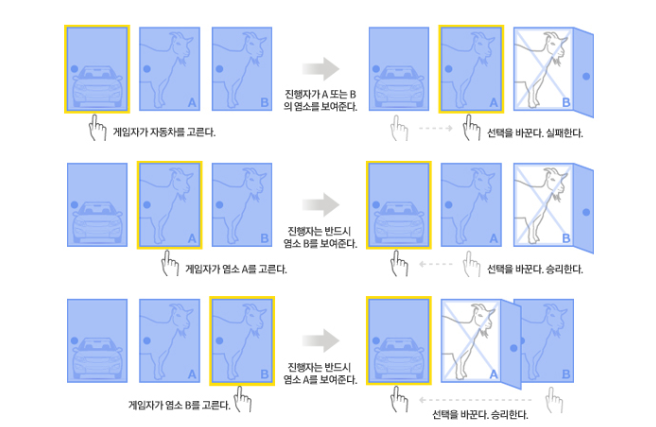 A
B
진행자가 A 또는 B
의 염소를 보여준다.
A
B
게임자가 자동차를 고른다.
선택을 바꾼다. 실패한다.
A
B
진행자는 반드시
염소 B를 보여준다.
A
B
게임자가 염소 A를 고른다.
선택을 바꾼다. 승리한다.
A
B
진행자는 반드시
염소 A를 보여준다.
A
B
게임자가 염소 B를 고른다.
선택을 바꾼다. 승리한다.